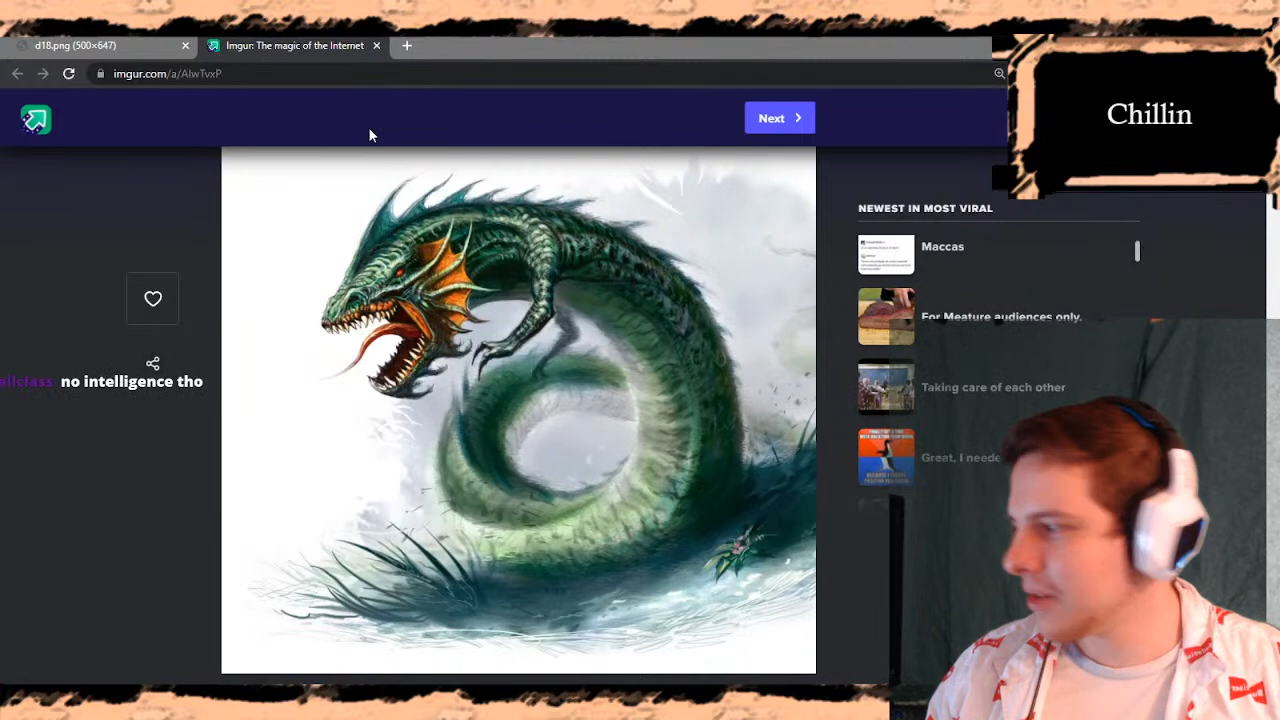 d18.png (500×647)
Imgur: The magic of the Internet
imgur.com/a/AlwTvxP
Next
Chillin
NEWEST IN MOST VIRAL
Maccas
For Meature audiences only.
Taking care of each other
Great, I neede
no intelligence tho